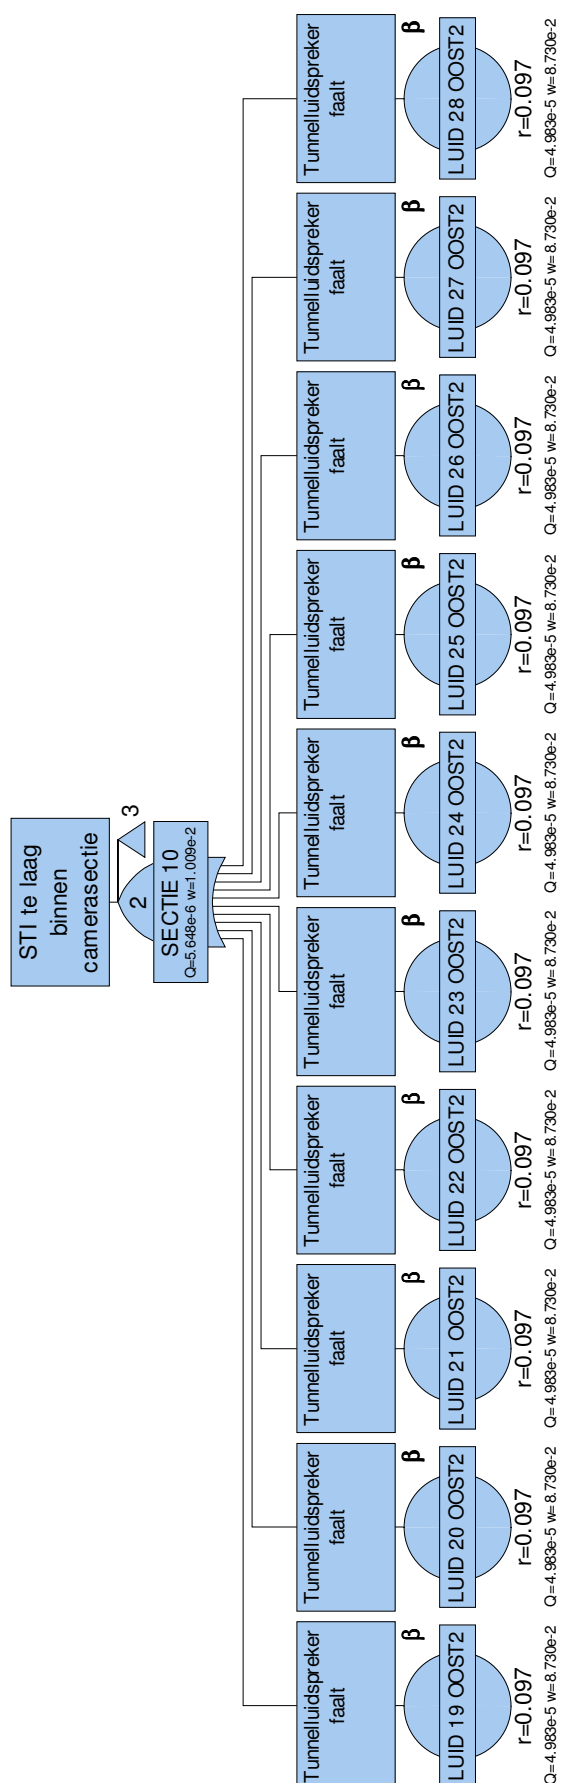 STI te laag
binnen
camerasectie
2
3
SECTIE 10
Q=5.648e-6 w=1.009e-2
Tunnelluidspreker
faalt
β
LUID 19 OOST2
r=0.097
Q=4.983e-5 w=8.730e-2
Tunnelluidspreker
faalt
β
LUID 20 OOST2
r=0.097
Q=4.983e-5 w=8.730e-2
Tunnelluidspreker
faalt
β
LUID 21 OOST2
r=0.097
Q=4.983e-5 w=8.730e-2
Tunnelluidspreker
faalt
β
LUID 22 OOST2
r=0.097
Q=4.983e-5 w=8.730e-2
Tunnelluidspreker
faalt
β
LUID 23 OOST2
r=0.097
Q=4.983e-5 w=8.730e-2
Tunnelluidspreker
faalt
β
LUID 24 OOST2
r=0.097
Q=4.983e-5 w=8.730e-2
Tunnelluidspreker
faalt
β
LUID 25 OOST2
r=0.097
Q=4.983e-5 w=8.730e-2
Tunnelluidspreker
faalt
β
LUID 26 OOST2
r=0.097
Q=4.983e-5 w=8.730e-2
Tunnelluidspreker
faalt
β
LUID 27 OOST2
r=0.097
Q=4.983e-5 w=8.730e-2
Tunnelluidspreker
faalt
β
LUID 28 OOST2
r=0.097
Q=4.983e-5 w=8.730e-2